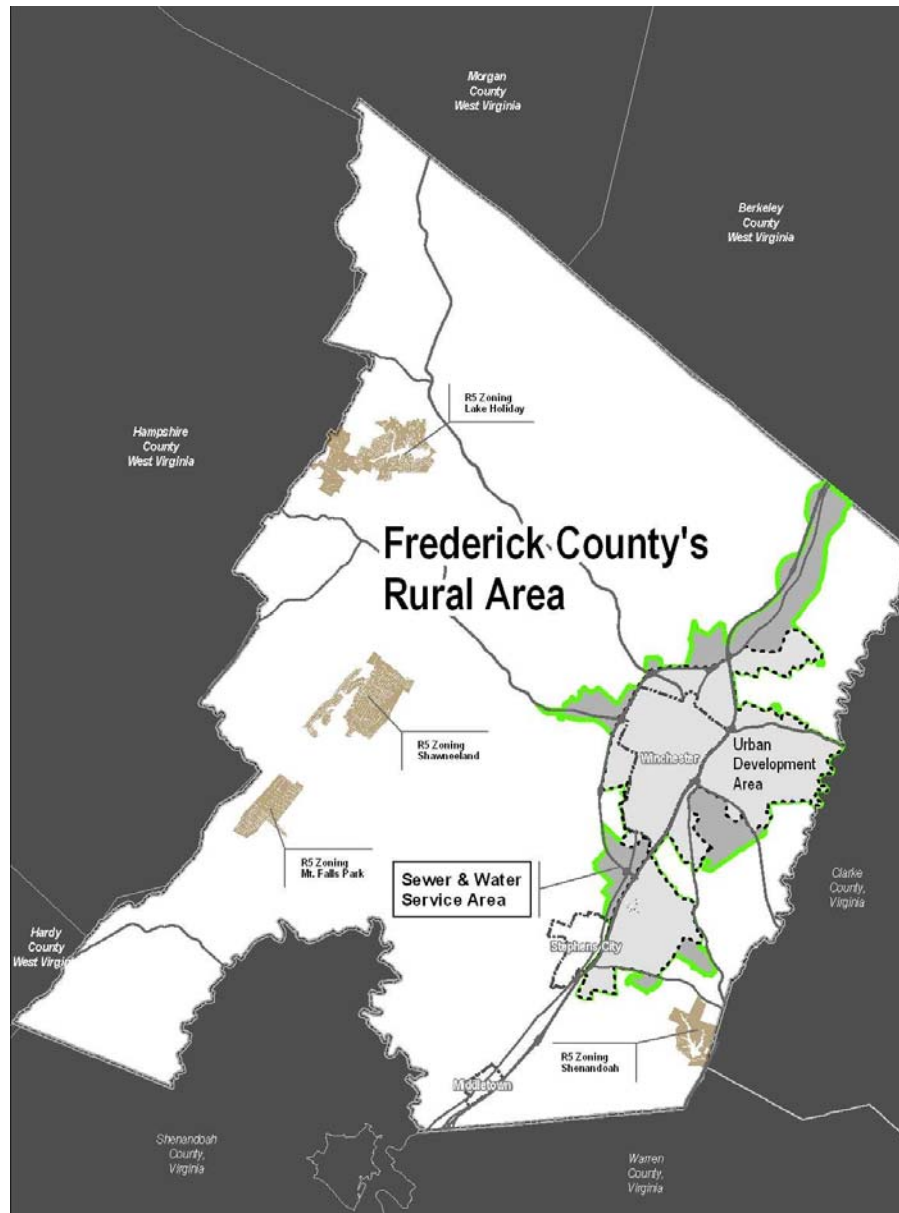 Morgan
County
West Virginia
Berkeley
County
West Virginia
R5 Zoning
Lake Holiday
Hampshire
County
West Virginia
Frederick County's
Rural Area
R5 Zoning
Shawneeland
Winchester
Urban
Development
Area
R5 Zoning
Mt. Falls Park
Sewer & Water
Service Area
Clarke
County,
Virginia
Hardy
County
West Virginia
Stephens City
R5 Zoning
Shenandoah
Middletown
Shenandoah
County,
Virginia
Warren
County,
Virginia